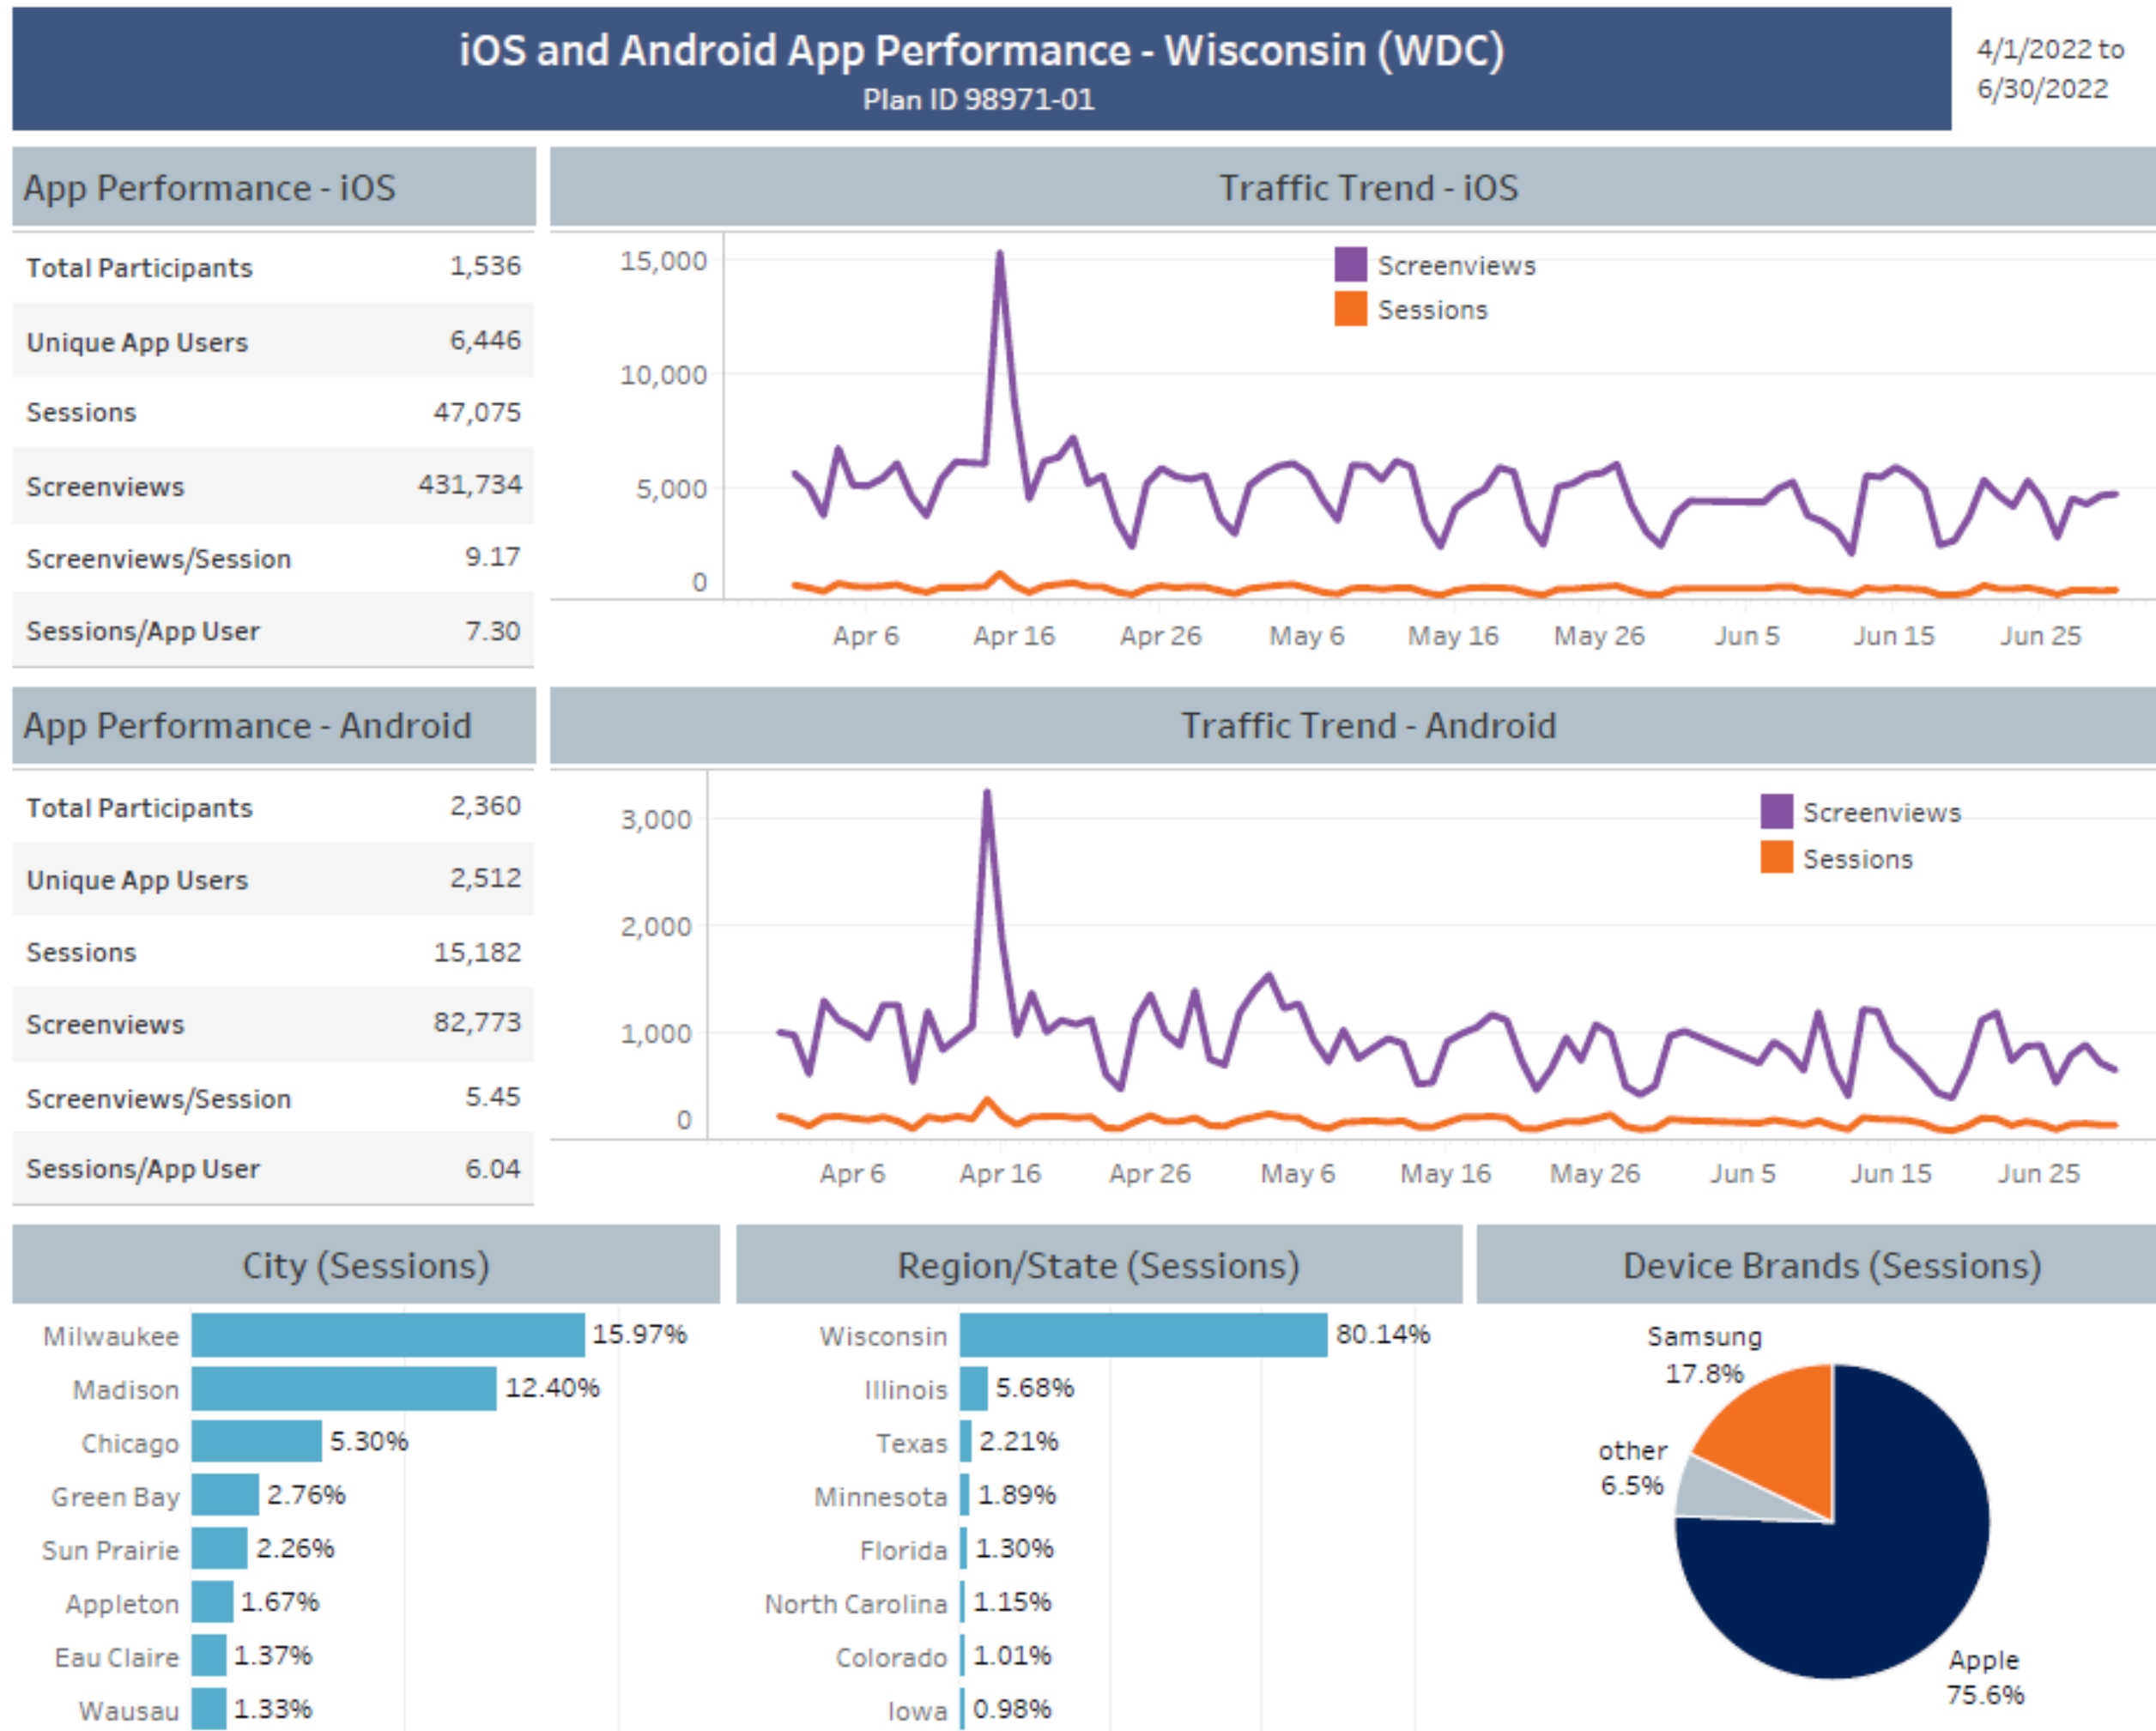 iOS and Android App Performance - Wisconsin (WDC)
Plan ID 98971-01
4/1/2022 to
6/30/2022
App Performance - iOS
Total Participants 1,536
Unique App Users 6,446
Sessions 47,075
Screenviews 431,734
Screenviews/Session 9.17
Sessions/App User 7.30
Traffic Trend - iOS
Screenviews
Sessions
15,000
10,000
5,000
0
Apr 6 Apr 16 Apr 26 May 6 May 16 May 26 Jun 5 Jun 15 Jun 25
App Performance - Android
Total Participants 2,360
Unique App Users 2,512
Sessions 15,182
Screenviews 82,773
Screenviews/Session 5.45
Sessions/App User 6.04
Traffic Trend - Android
Screenviews
Sessions
3,000
2,000
1,000
0
Apr 6 Apr 16 Apr 26 May 6 May 16 May 26 Jun 5 Jun 15 Jun 25
City (Sessions)
Milwaukee 15.97%
Madison 12.40%
Chicago 5.30%
Green Bay 2.76%
Sun Prairie 2.26%
Appleton 1.67%
Eau Claire 1.37%
Wausau 1.33%
Region/State (Sessions)
Wisconsin 80.14%
Illinois 5.68%
Texas 2.21%
Minnesota 1.89%
Florida 1.30%
North Carolina 1.15%
Colorado 1.01%
Iowa 0.98%
Device Brands (Sessions)
Samsung
17.8%
other
6.5%
Apple
75.6%